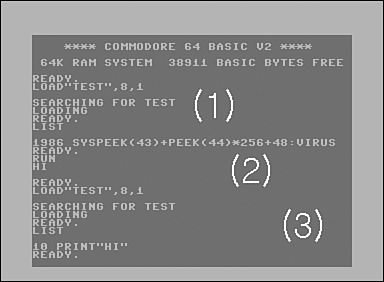 **** COMMODORE 64 BASIC V2 ****
64K RAM SYSTEM 38911 BASIC BYTES FREE
READY.
LOAD"TEST",8,1
SEARCHING FOR TEST
LOADING
READY.
LIST
(1)
1986 SYSPEEK(43)+PEEK(44)*256+48:VIRUS
READY.
RUN
HI
(2)
READY.
LOAD"TEST",8,1
SEARCHING FOR TEST
LOADING
READY.
LIST
(3)
10 PRINT"HI"
READY.